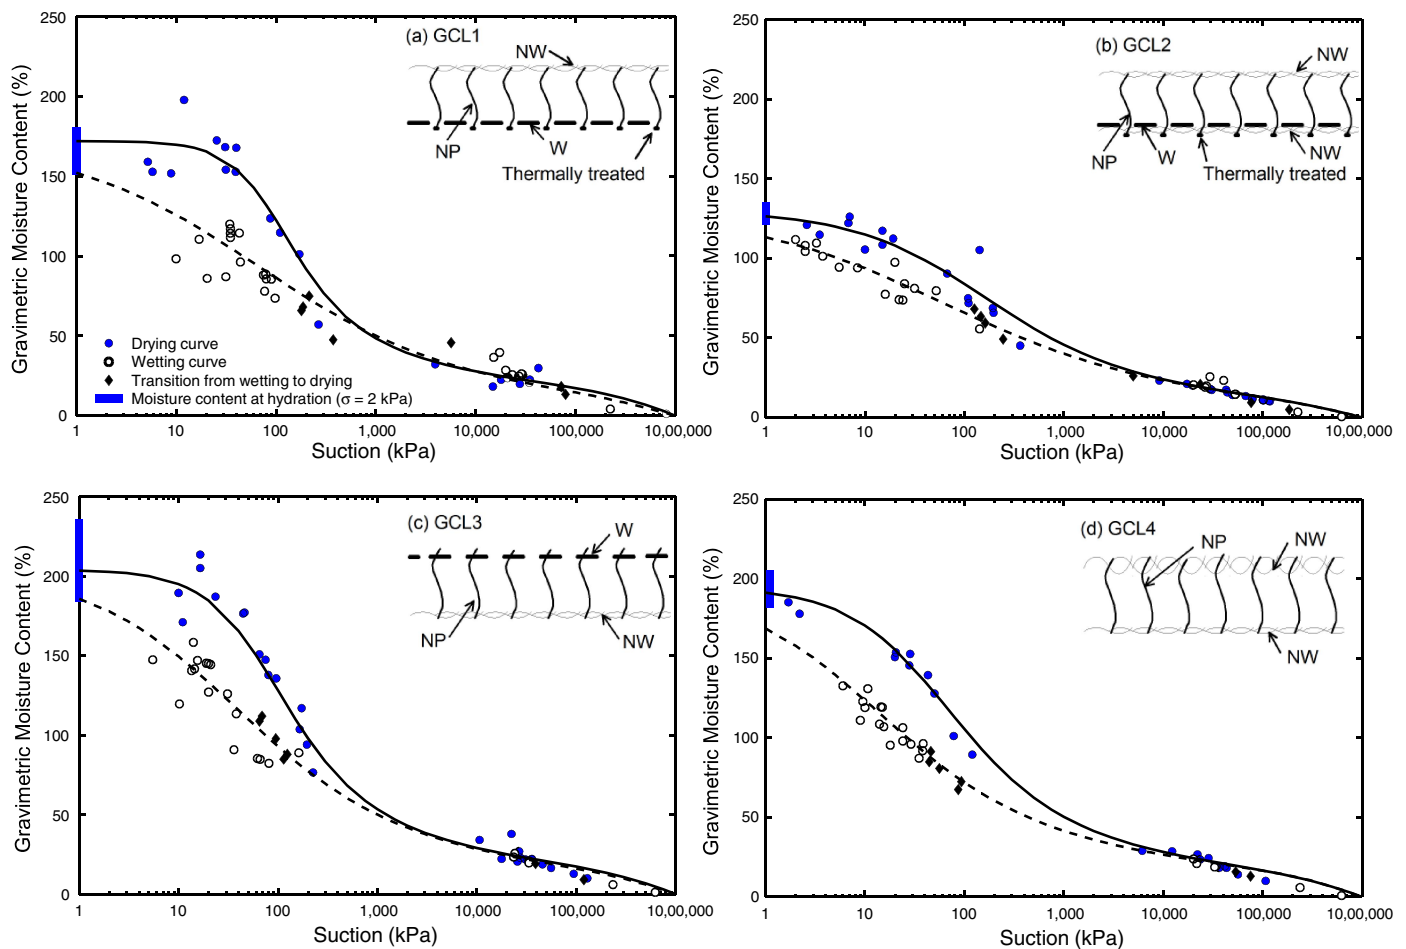 (a) GCL1
NW
NP
W
Thermally treated
Gravimetric Moisture Content (%)
250
200
150
100
50
0
Drying curve
Wetting curve
Transition from wetting to drying
Moisture content at hydration (σ = 2 kPa)
1 10 100 1,000 10,000 100,000 10,00,000
Suction (kPa)
(b) GCL2
NW
NP
W
NW
Thermally treated
Gravimetric Moisture Content (%)
250
200
150
100
50
0
1 10 100 1,000 10,000 100,000 10,00,000
Suction (kPa)
(c) GCL3
W
NP
NW
Gravimetric Moisture Content (%)
250
200
150
100
50
0
1 10 100 1,000 10,000 100,000 10,00,000
Suction (kPa)
(d) GCL4
NP
NW
NW
Gravimetric Moisture Content (%)
250
200
150
100
50
0
1 10 100 1,000 10,000 100,000 10,00,000
Suction (kPa)